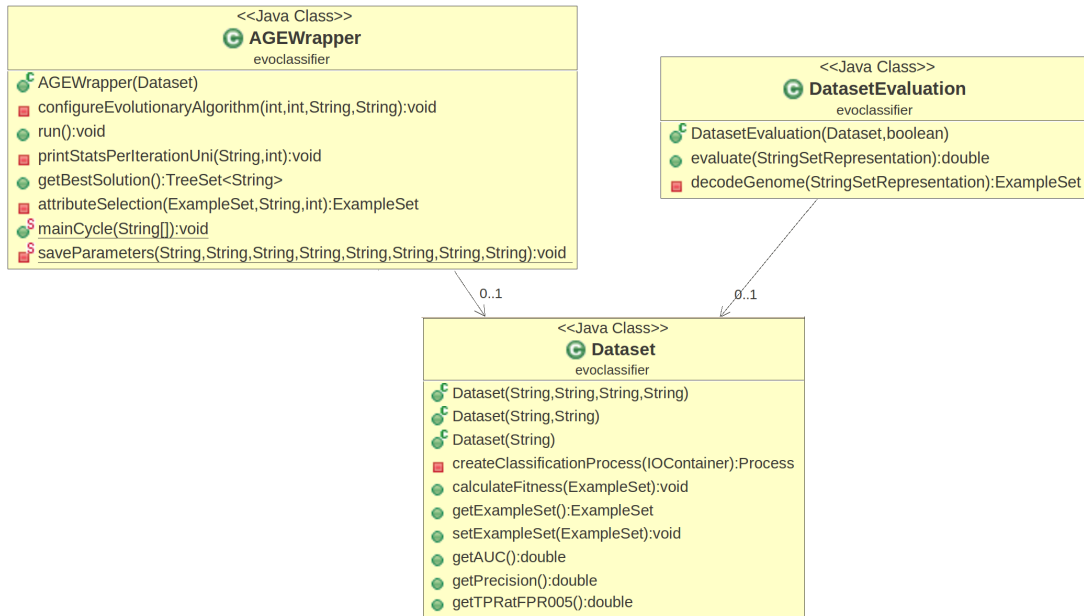 <<Java Class>>
AGEWrapper
evoclassifier
AGEWrapper(Dataset)
configureEvolutionaryAlgorithm(int,int,String,String):void
run():void
printStatsPerIterationUni(String,int):void
getBestSolution():TreeSet<String>
attributeSelection(ExampleSet,String,int):ExampleSet
mainCycle(String[]):void
saveParameters(String,String,String,String,String,String,String,String):void
<<Java Class>>
DatasetEvaluation
evoclassifier
DatasetEvaluation(Dataset,boolean)
evaluate(StringSetRepresentation):double
decodeGenome(StringSetRepresentation):ExampleSet
0..1
0..1
<<Java Class>>
Dataset
evoclassifier
Dataset(String,String,String,String)
Dataset(String,String)
Dataset(String)
createClassificationProcess(IOContainer):Process
calculateFitness(ExampleSet):void
getExampleSet():ExampleSet
setExampleSet(ExampleSet):void
getAUC():double
getPrecision():double
getTPRatFPR005():double